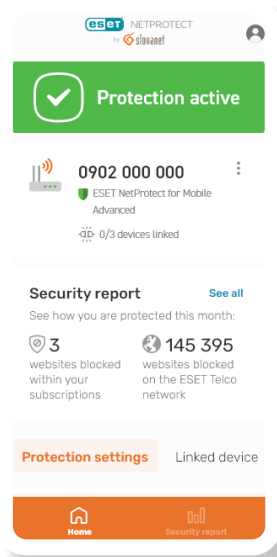 eset NETPROTECT
by slovanet
Protection active
0902 000 000
ESET NetProtect for Mobile
Advanced
0/3 devices linked
Security report See all
See how you are protected this month:
3 145 395
websites blocked websites blocked
within your on the ESET Telco
subscriptions network
Protection settings Linked device
Home Security report